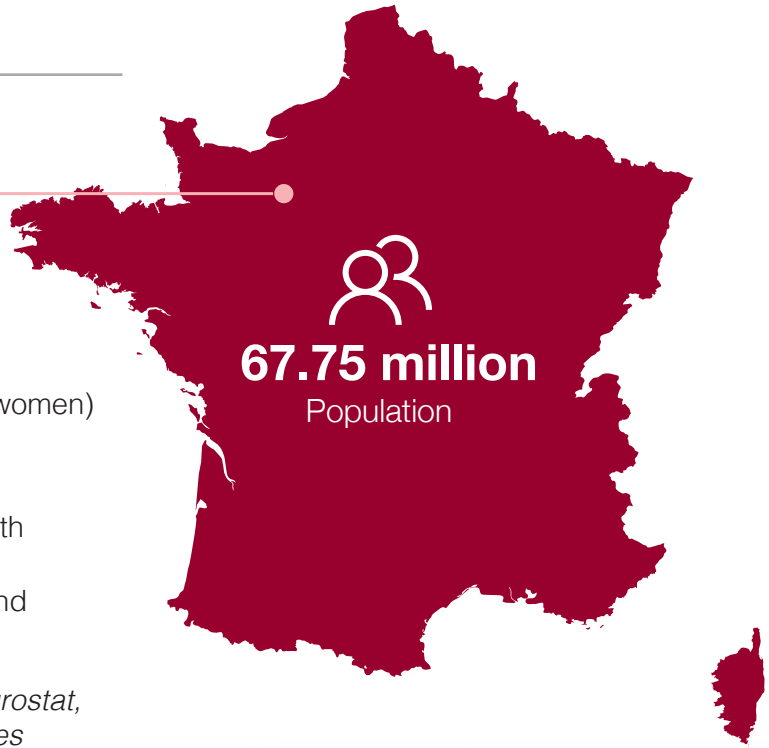 67.75 million
Population
women)
th
nd
rostat,
es